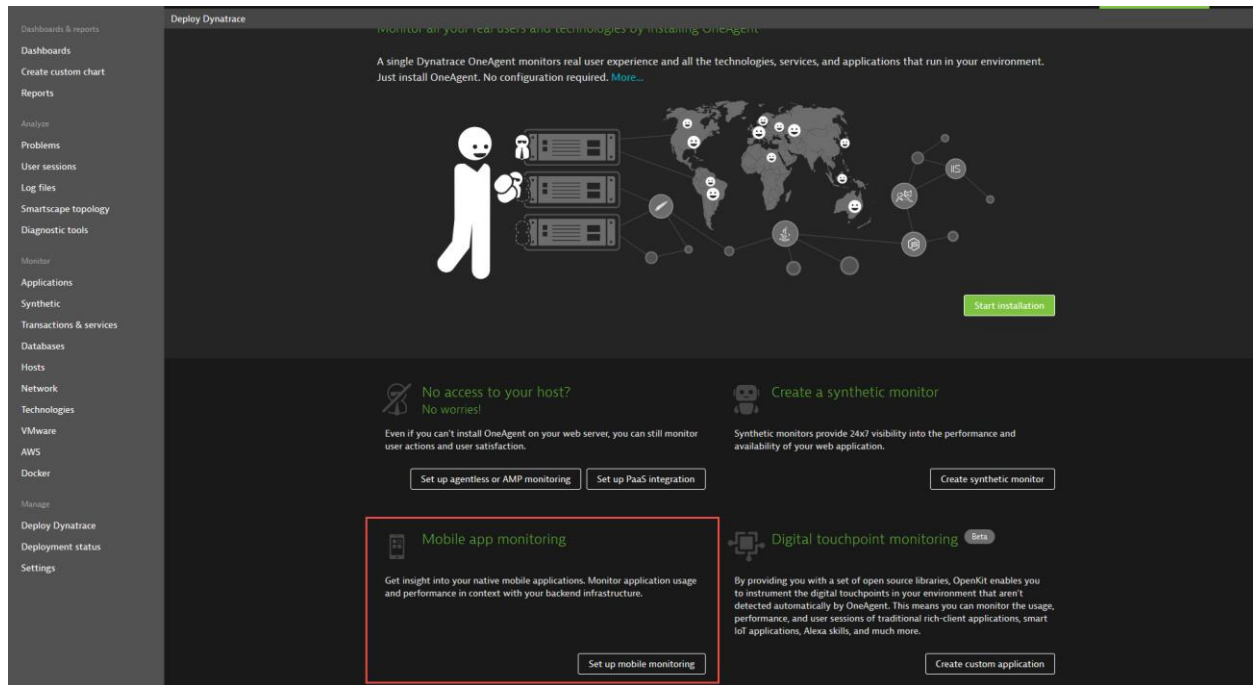 Deploy Dynatrace
Dashboards & reports
Dashboards
Create custom chart
Reports
Analyze
Problems
User sessions
Log files
Smartscape topology
Diagnostic tools
Monitor
Applications
Synthetic
Transactions & services
Databases
Hosts
Network
Technologies
VMware
AWS
Docker
Manage
Deploy Dynatrace
Deployment status
Settings
Monitor all your real users and technologies by installing OneAgent
A single Dynatrace OneAgent monitors real user experience and all the technologies, services, and applications that run in your environment.
Just install OneAgent. No configuration required. More...
IIS
Start installation
No access to your host?
No worries!
Even if you can't install OneAgent on your web server, you can still monitor
user actions and user satisfaction.
Set up agentless or AMP monitoring
Set up PaaS integration
Create a synthetic monitor
Synthetic monitors provide 24x7 visibility into the performance and
availability of your web application.
Create synthetic monitor
Mobile app monitoring
Get insight into your native mobile applications. Monitor application usage
and performance in context with your backend infrastructure.
Set up mobile monitoring
Digital touchpoint monitoring Beta
By providing you with a set of open source libraries, OpenKit enables you
to instrument the digital touchpoints in your environment that aren't
detected automatically by OneAgent. This means you can monitor the usage,
performance, and user sessions of traditional rich-client applications, smart
IoT applications, Alexa skills, and much more.
Create custom application